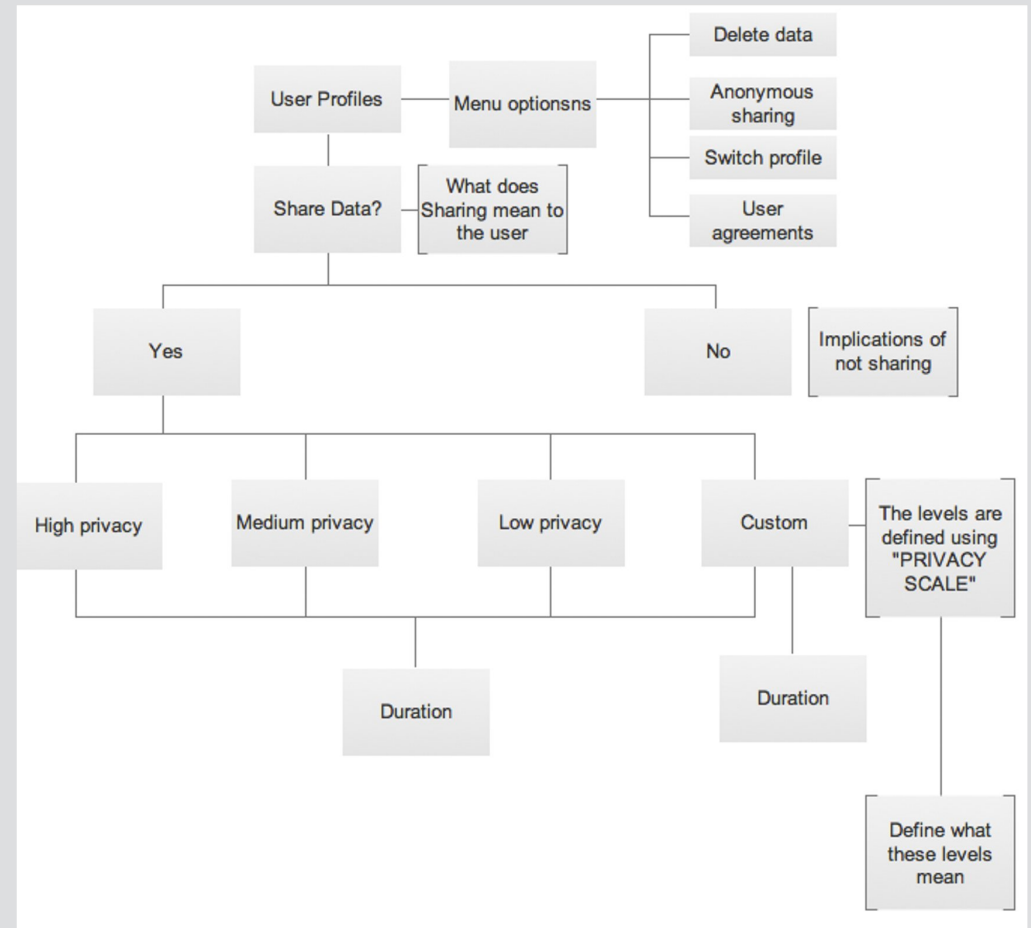 Delete data
User Profiles
Menu optionsns
Anonymous
sharing
Switch profile
User
agreements
Share Data?
What does
Sharing mean to
the user
Yes
No
Implications of
not sharing
High privacy
Medium privacy
Low privacy
Custom
The levels are
defined using
"PRIVACY
SCALE"
Duration
Duration
Define what
these levels
mean